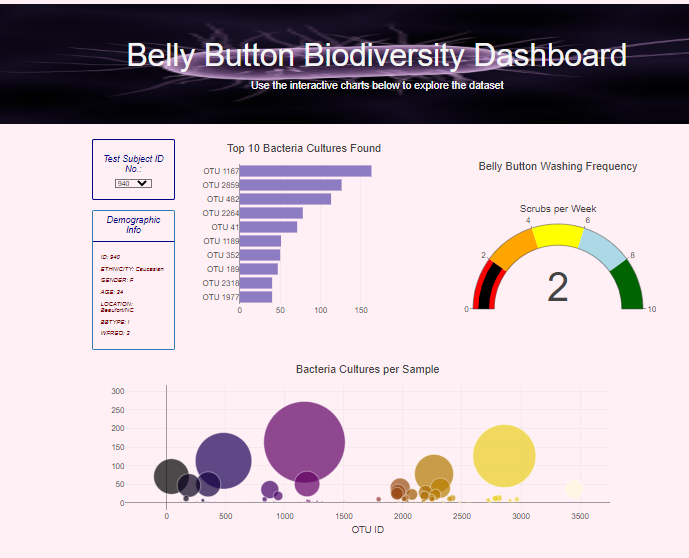 Belly Button Biodiversity Dashboard
Use the interactive charts below to explore the dataset
Test Subject ID
No.:
940
Demographic
Info
ID: 940
ETHNICITY: Caucasian
GENDER: F
AGE: 24
LOCATION:
Beaufort/NC
BBTYPE: I
WFREQ: 2
Top 10 Bacteria Cultures Found
OTU 1167
OTU 2859
OTU 482
OTU 2264
OTU 41
OTU 1189
OTU 352
OTU 189
OTU 2318
OTU 1977
0 50 100 150
Belly Button Washing Frequency
Scrubs per Week
4 6
2 8
2
0 10
Bacteria Cultures per Sample
300
250
200
150
100
50
0
0 500 1000 1500 2000 2500 3000 3500
OTU ID